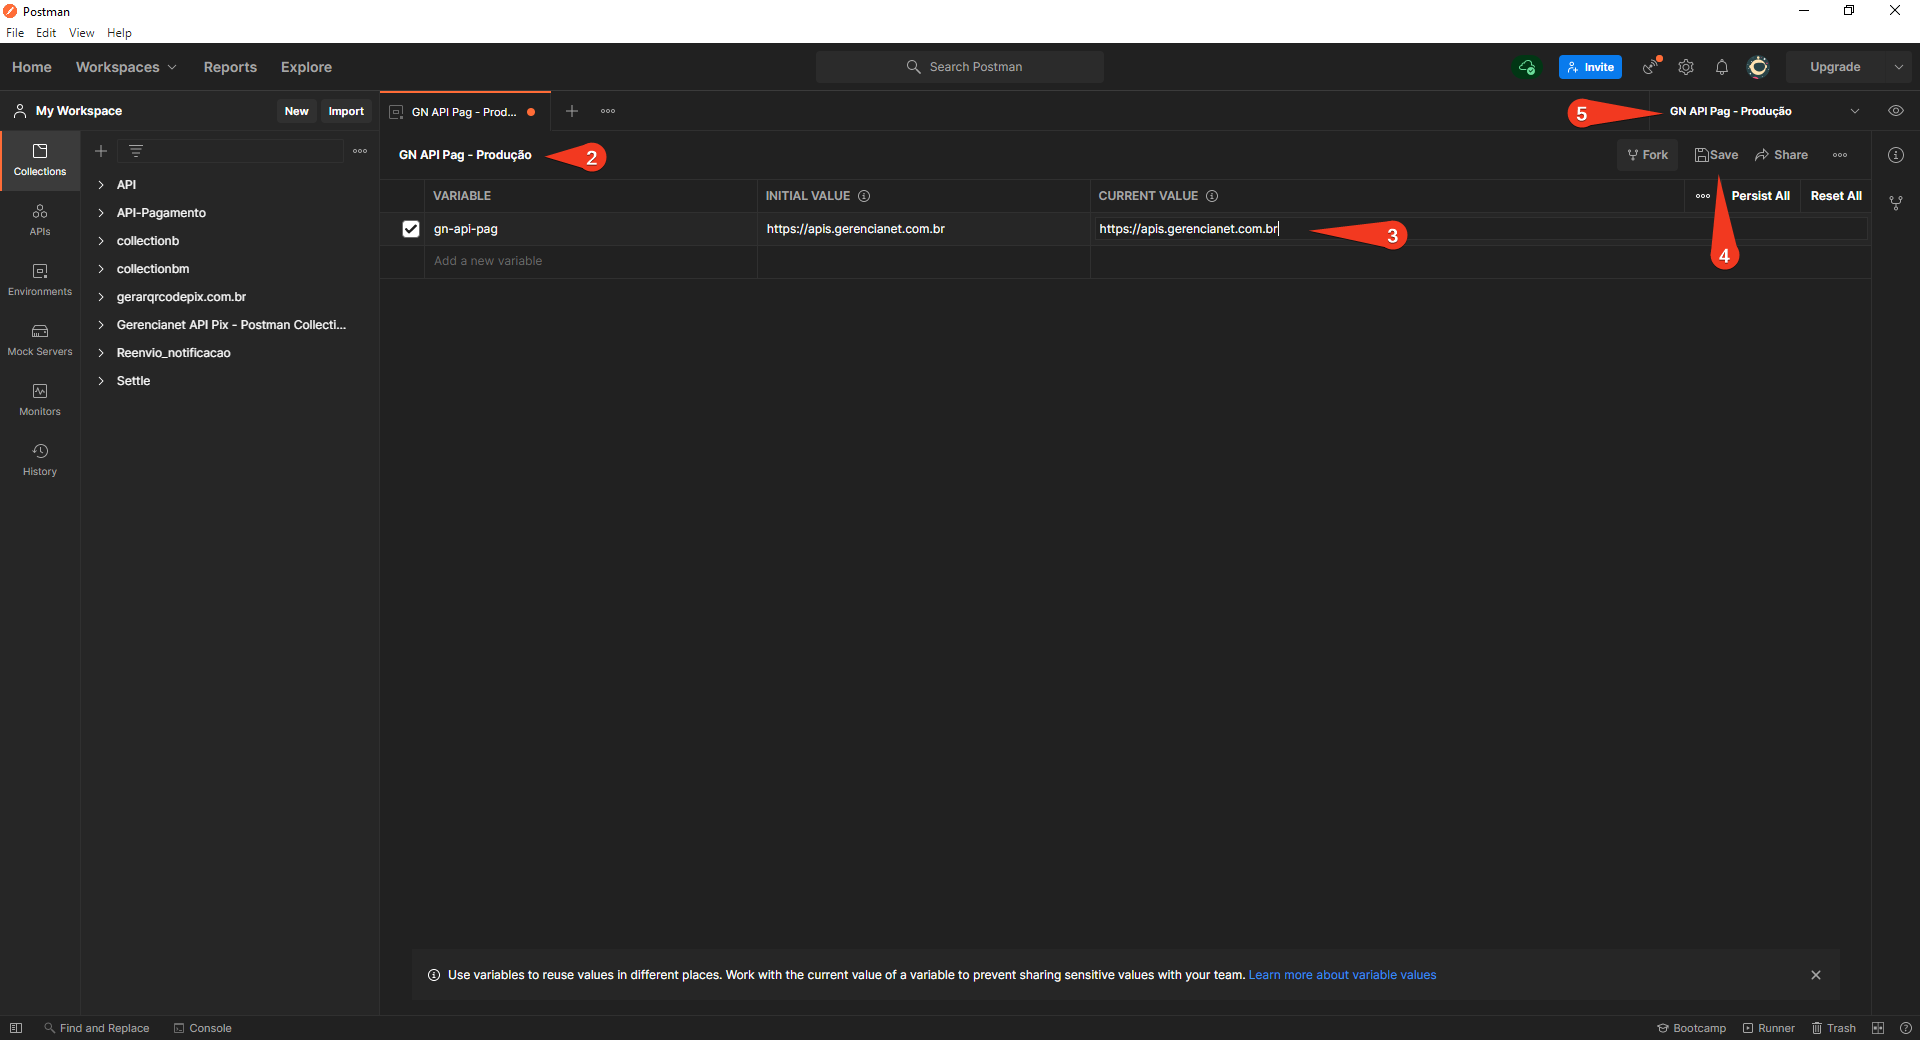 Postman
File Edit View Help
Home Workspaces Reports Explore Search Postman Invite Upgrade
My Workspace New Import GN API Pag - Prod... 5 GN API Pag - Produção
GN API Pag - Produção 2 Fork Save Share
Collections
API
VARIABLE INITIAL VALUE CURRENT VALUE Persist All Reset All
API-Pagamento
APIs
gn-api-pag https://apis.gerencianet.com.br https://apis.gerencianet.com.br 3
collectionb
4
Add a new variable
collectionbm
Environments
gerarqrcodepix.com.br
Gerencianet API Pix - Postman Collecti...
Mock Servers
Reenvio_notificacao
Settle
Monitors
History
Use variables to reuse values in different places. Work with the current value of a variable to prevent sharing sensitive values with your team. Learn more about variable values
Find and Replace Console Bootcamp Runner Trash